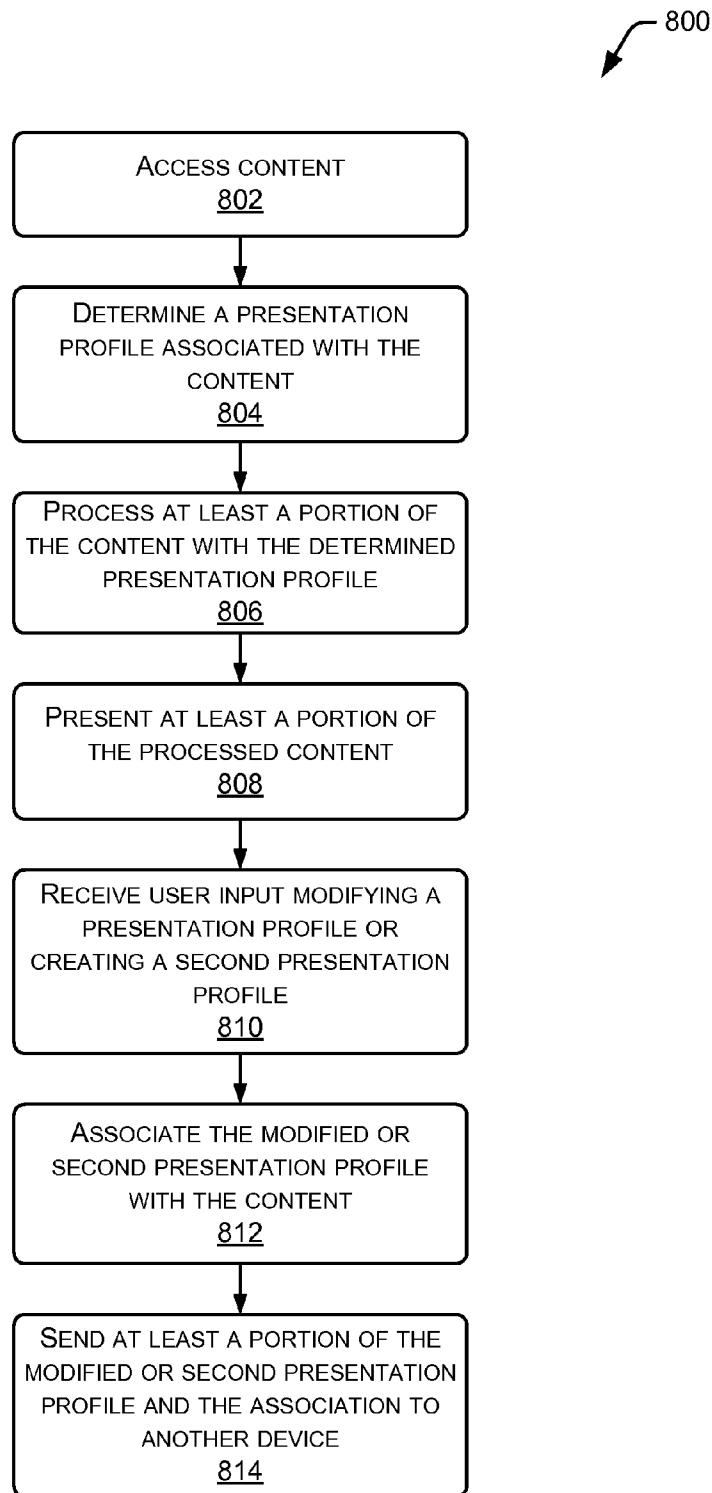 800
ACCESS CONTENT
802
DETERMINE A PRESENTATION
PROFILE ASSOCIATED WITH THE
CONTENT
804
PROCESS AT LEAST A PORTION OF
THE CONTENT WITH THE DETERMINED
PRESENTATION PROFILE
806
PRESENT AT LEAST A PORTION OF
THE PROCESSED CONTENT
808
RECEIVE USER INPUT MODIFYING A
PRESENTATION PROFILE OR
CREATING A SECOND PRESENTATION
PROFILE
810
ASSOCIATE THE MODIFIED OR
SECOND PRESENTATION PROFILE
WITH THE CONTENT
812
SEND AT LEAST A PORTION OF THE
MODIFIED OR SECOND PRESENTATION
PROFILE AND THE ASSOCIATION TO
ANOTHER DEVICE
814